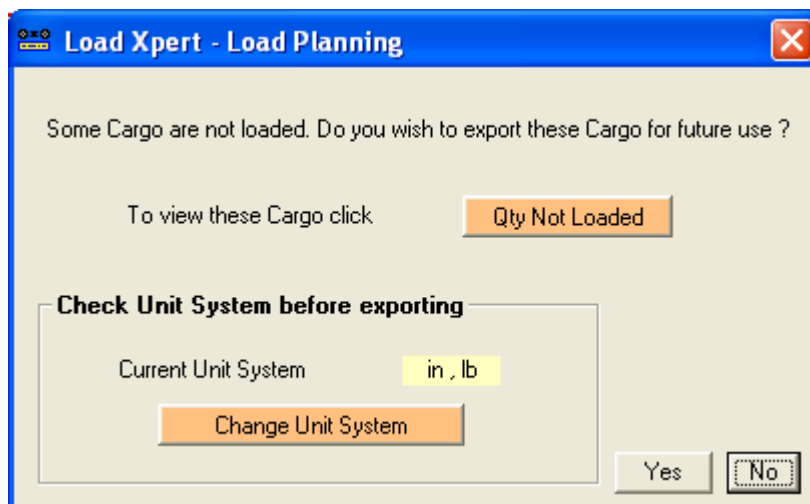 Load Xpert - Load Planning
Some Cargo are not loaded. Do you wish to export these Cargo for future use ?
To view these Cargo click
Qty Not Loaded
Check Unit System before exporting
Current Unit System
in , lb
Change Unit System
Yes
No